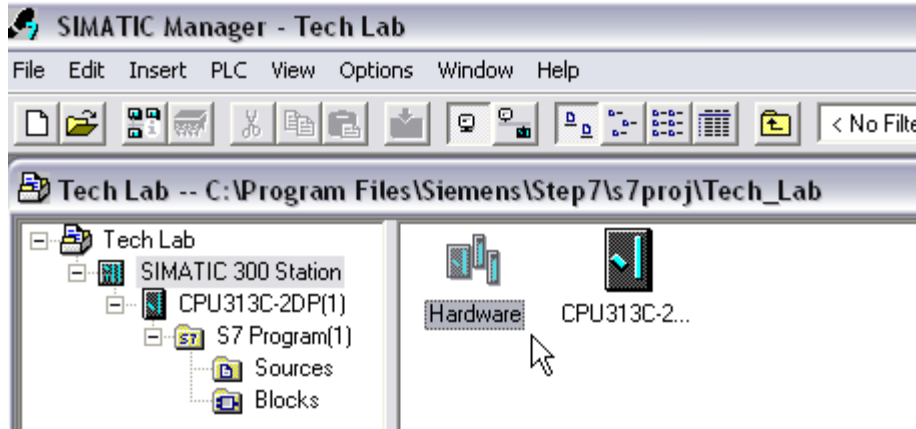 SIMATIC Manager - Tech Lab
File Edit Insert PLC View Options Window Help
< No Filte
Tech Lab -- C:\Program Files\Siemens\Step7\s7proj\Tech_Lab
Tech Lab
SIMATIC 300 Station
CPU313C-2DP(1)
S7 Program(1)
Sources
Blocks
Hardware CPU313C-2...